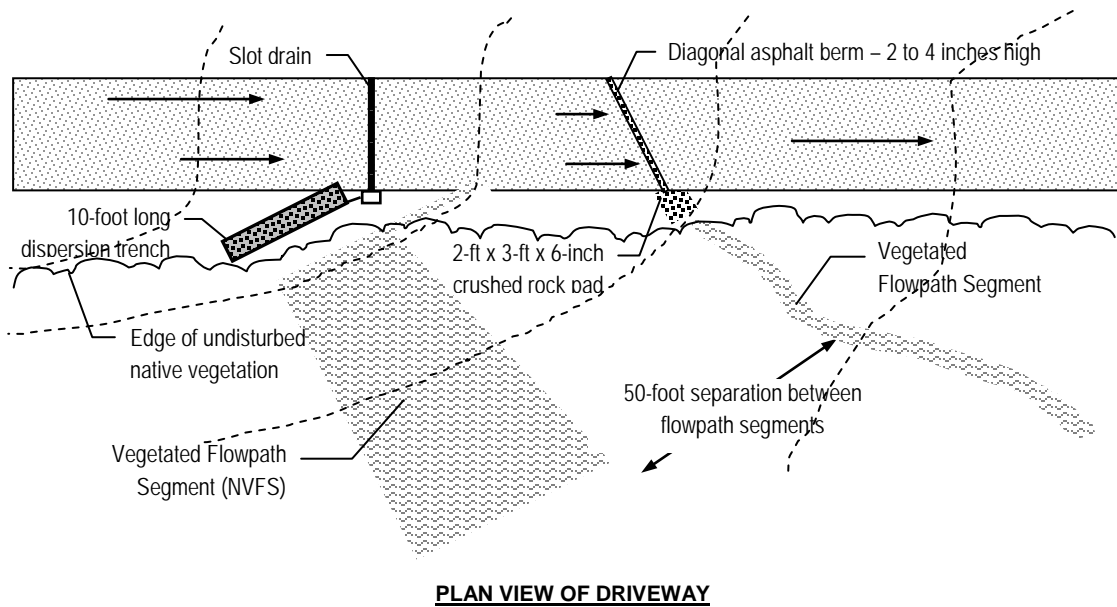 Slot drain
Diagonal asphalt berm – 2 to 4 inches high
10-foot long
dispersion trench
2-ft x 3-ft x 6-inch
crushed rock pad
Vegetated
Flowpath Segment
Edge of undisturbed
native vegetation
50-foot separation between
flowpath segments
Vegetated Flowpath
Segment (NVFS)
PLAN VIEW OF DRIVEWAY